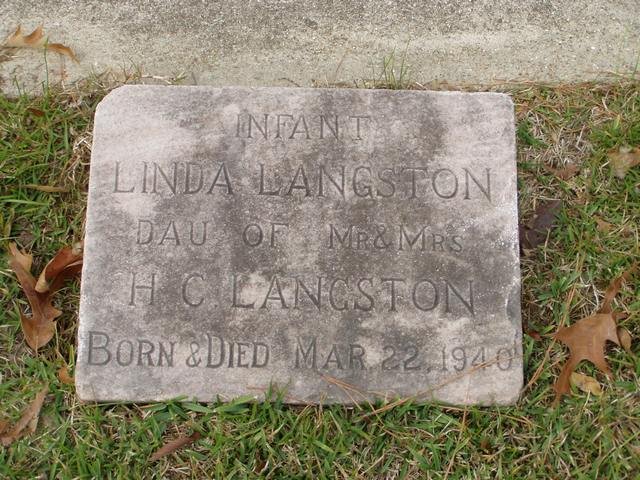 INFANT
LINDA LANGSTON
DAU OF MR & MRS
H C LANGSTON
BORN & DIED MAR 22, 1940